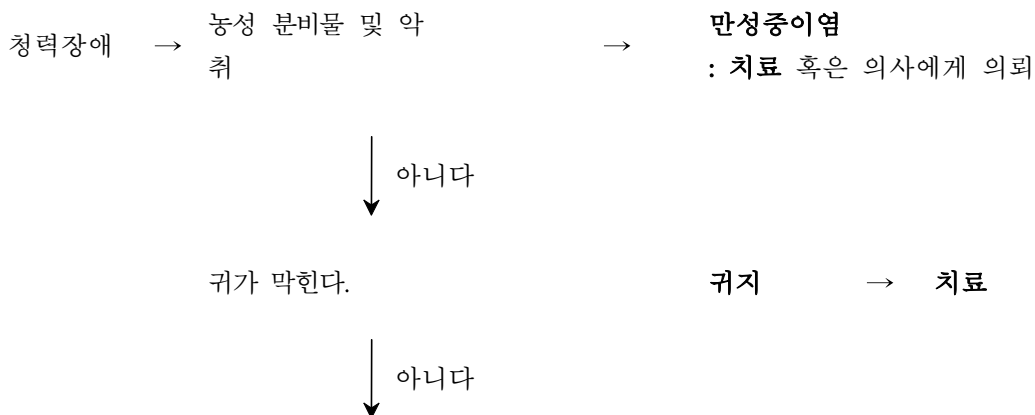 청력장애 → 농성 분비물 및 악취 → 만성중이염
: 치료 혹은 의사에게 의뢰
아니다
귀가 막힌다. 귀지 → 치료
아니다